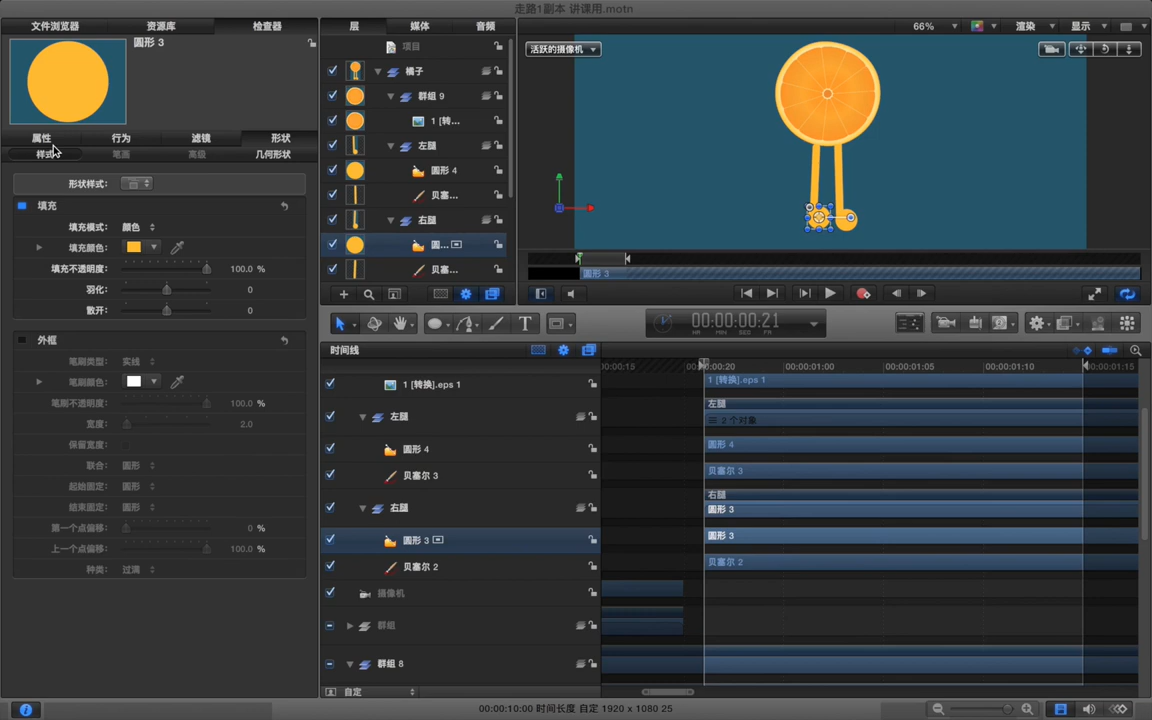 走路1副本 讲课用.motn
文件浏览器 资源库 检查器
层 媒体 音频
66% 渲染 显示
圆形 3
属性 行为 滤镜 形状
样式 笔画 高级 几何形状
形状样式:
填充
填充模式: 颜色
填充颜色:
填充不透明度: 100.0 %
羽化: 0
散开: 0
外框
笔刷类型: 实线
笔刷颜色:
笔刷不透明度: 100.0 %
宽度: 2.0
保留宽度:
联合: 圆形
起始固定: 圆形
结束固定: 圆形
第一个点偏移: 0 %
上一个点偏移: 100.0 %
种类: 过渡
项目
橘子
群组 9
1 [转...
左腿
圆形 4
贝塞...
右腿
圆...
贝塞...
活跃的摄像机
圆形 3
T
00:00:00:21
HR MIN SEC FR
时间线
00:00:15 00:00:00:20 00:00:01:00 00:00:01:05 00:00:01:10 00:00:01:15
1 [转换].eps 1
左腿
圆形 4
贝塞尔 3
右腿
圆形 3
贝塞尔 2
摄像机
群组
群组 8
1 [转换].eps 1
左腿
2 个对象
圆形 4
贝塞尔 3
右腿
圆形 3
圆形 3
贝塞尔 2
自定
00:00:10:00 时间长度 自定 1920 x 1080 25